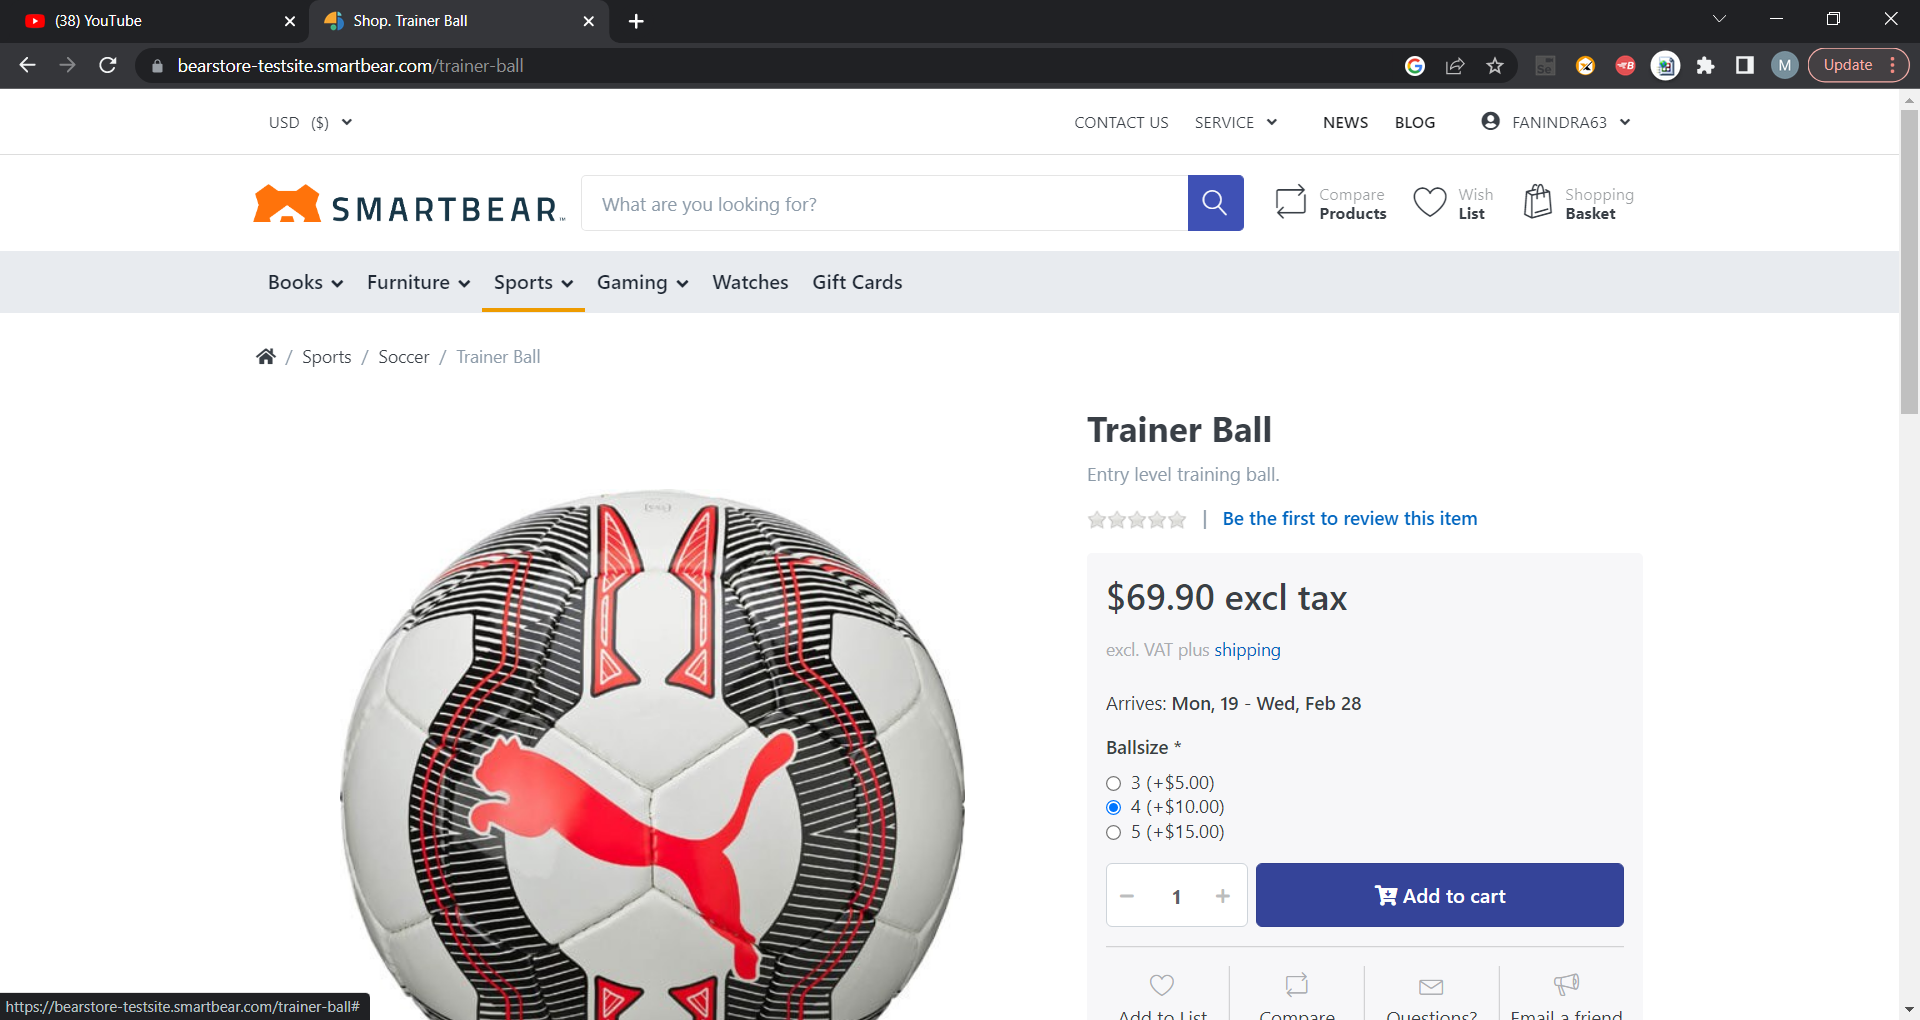 (38) YouTube
Shop. Trainer Ball
bearstore-testsite.smartbear.com/trainer-ball
M
Update
USD ($)
CONTACT US
SERVICE
NEWS
BLOG
FANINDRA63
SMARTBEAR™
What are you looking for?
Compare
Products
Wish
List
Shopping
Basket
Books
Furniture
Sports
Gaming
Watches
Gift Cards
/ Sports / Soccer / Trainer Ball
Trainer Ball
Entry level training ball.
| Be the first to review this item
$69.90 excl tax
excl. VAT plus shipping
Arrives: Mon, 19 - Wed, Feb 28
Ballsize *
3 (+$5.00)
4 (+$10.00)
5 (+$15.00)
− 1 +
Add to cart
Add to List
Compare
Questions?
Email a friend
https://bearstore-testsite.smartbear.com/trainer-ball#